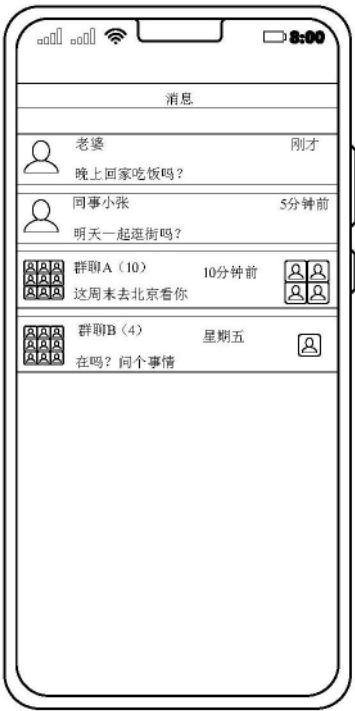 8:00
消息
老婆 刚才
晚上回家吃饭吗？
同事小张 5分钟前
明天一起逛街吗？
群聊A（10） 10分钟前
这周末去北京看你
群聊B（4） 星期五
在吗？问个事情